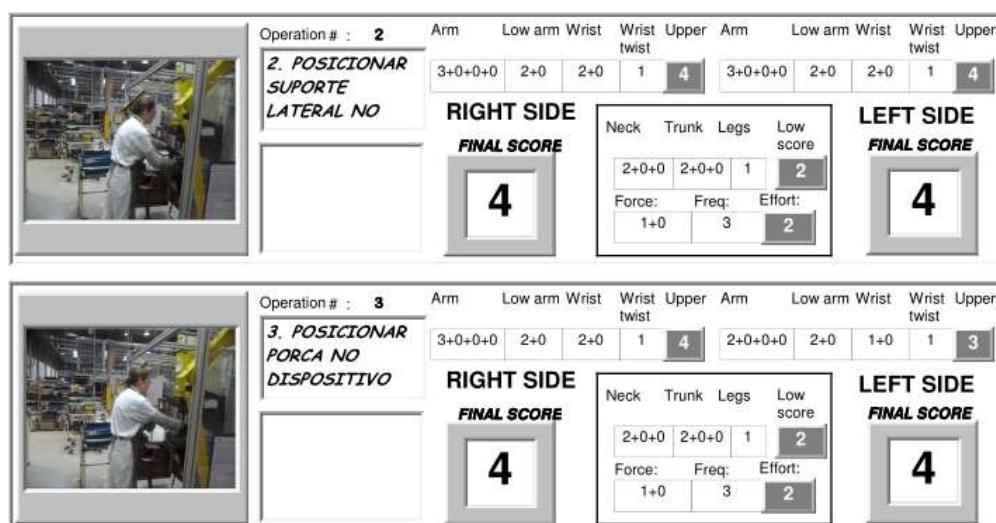 Operation # : 2
2. POSICIONAR
SUPORTE
LATERAL NO
Arm Low arm Wrist Wrist twist Upper
3+0+0+0 2+0 2+0 1 4
RIGHT SIDE
FINAL SCORE
4
Neck Trunk Legs Low score
2+0+0 2+0+0 1 2
Force: Freq: Effort:
1+0 3 2
Arm Low arm Wrist Wrist twist Upper
3+0+0+0 2+0 2+0 1 4
LEFT SIDE
FINAL SCORE
4
Operation # : 3
3. POSICIONAR
PORCA NO
DISPOSITIVO
Arm Low arm Wrist Wrist twist Upper
3+0+0+0 2+0 2+0 1 4
RIGHT SIDE
FINAL SCORE
4
Neck Trunk Legs Low score
2+0+0 2+0+0 1 2
Force: Freq: Effort:
1+0 3 2
Arm Low arm Wrist Wrist twist Upper
2+0+0+0 2+0 1+0 1 3
LEFT SIDE
FINAL SCORE
4